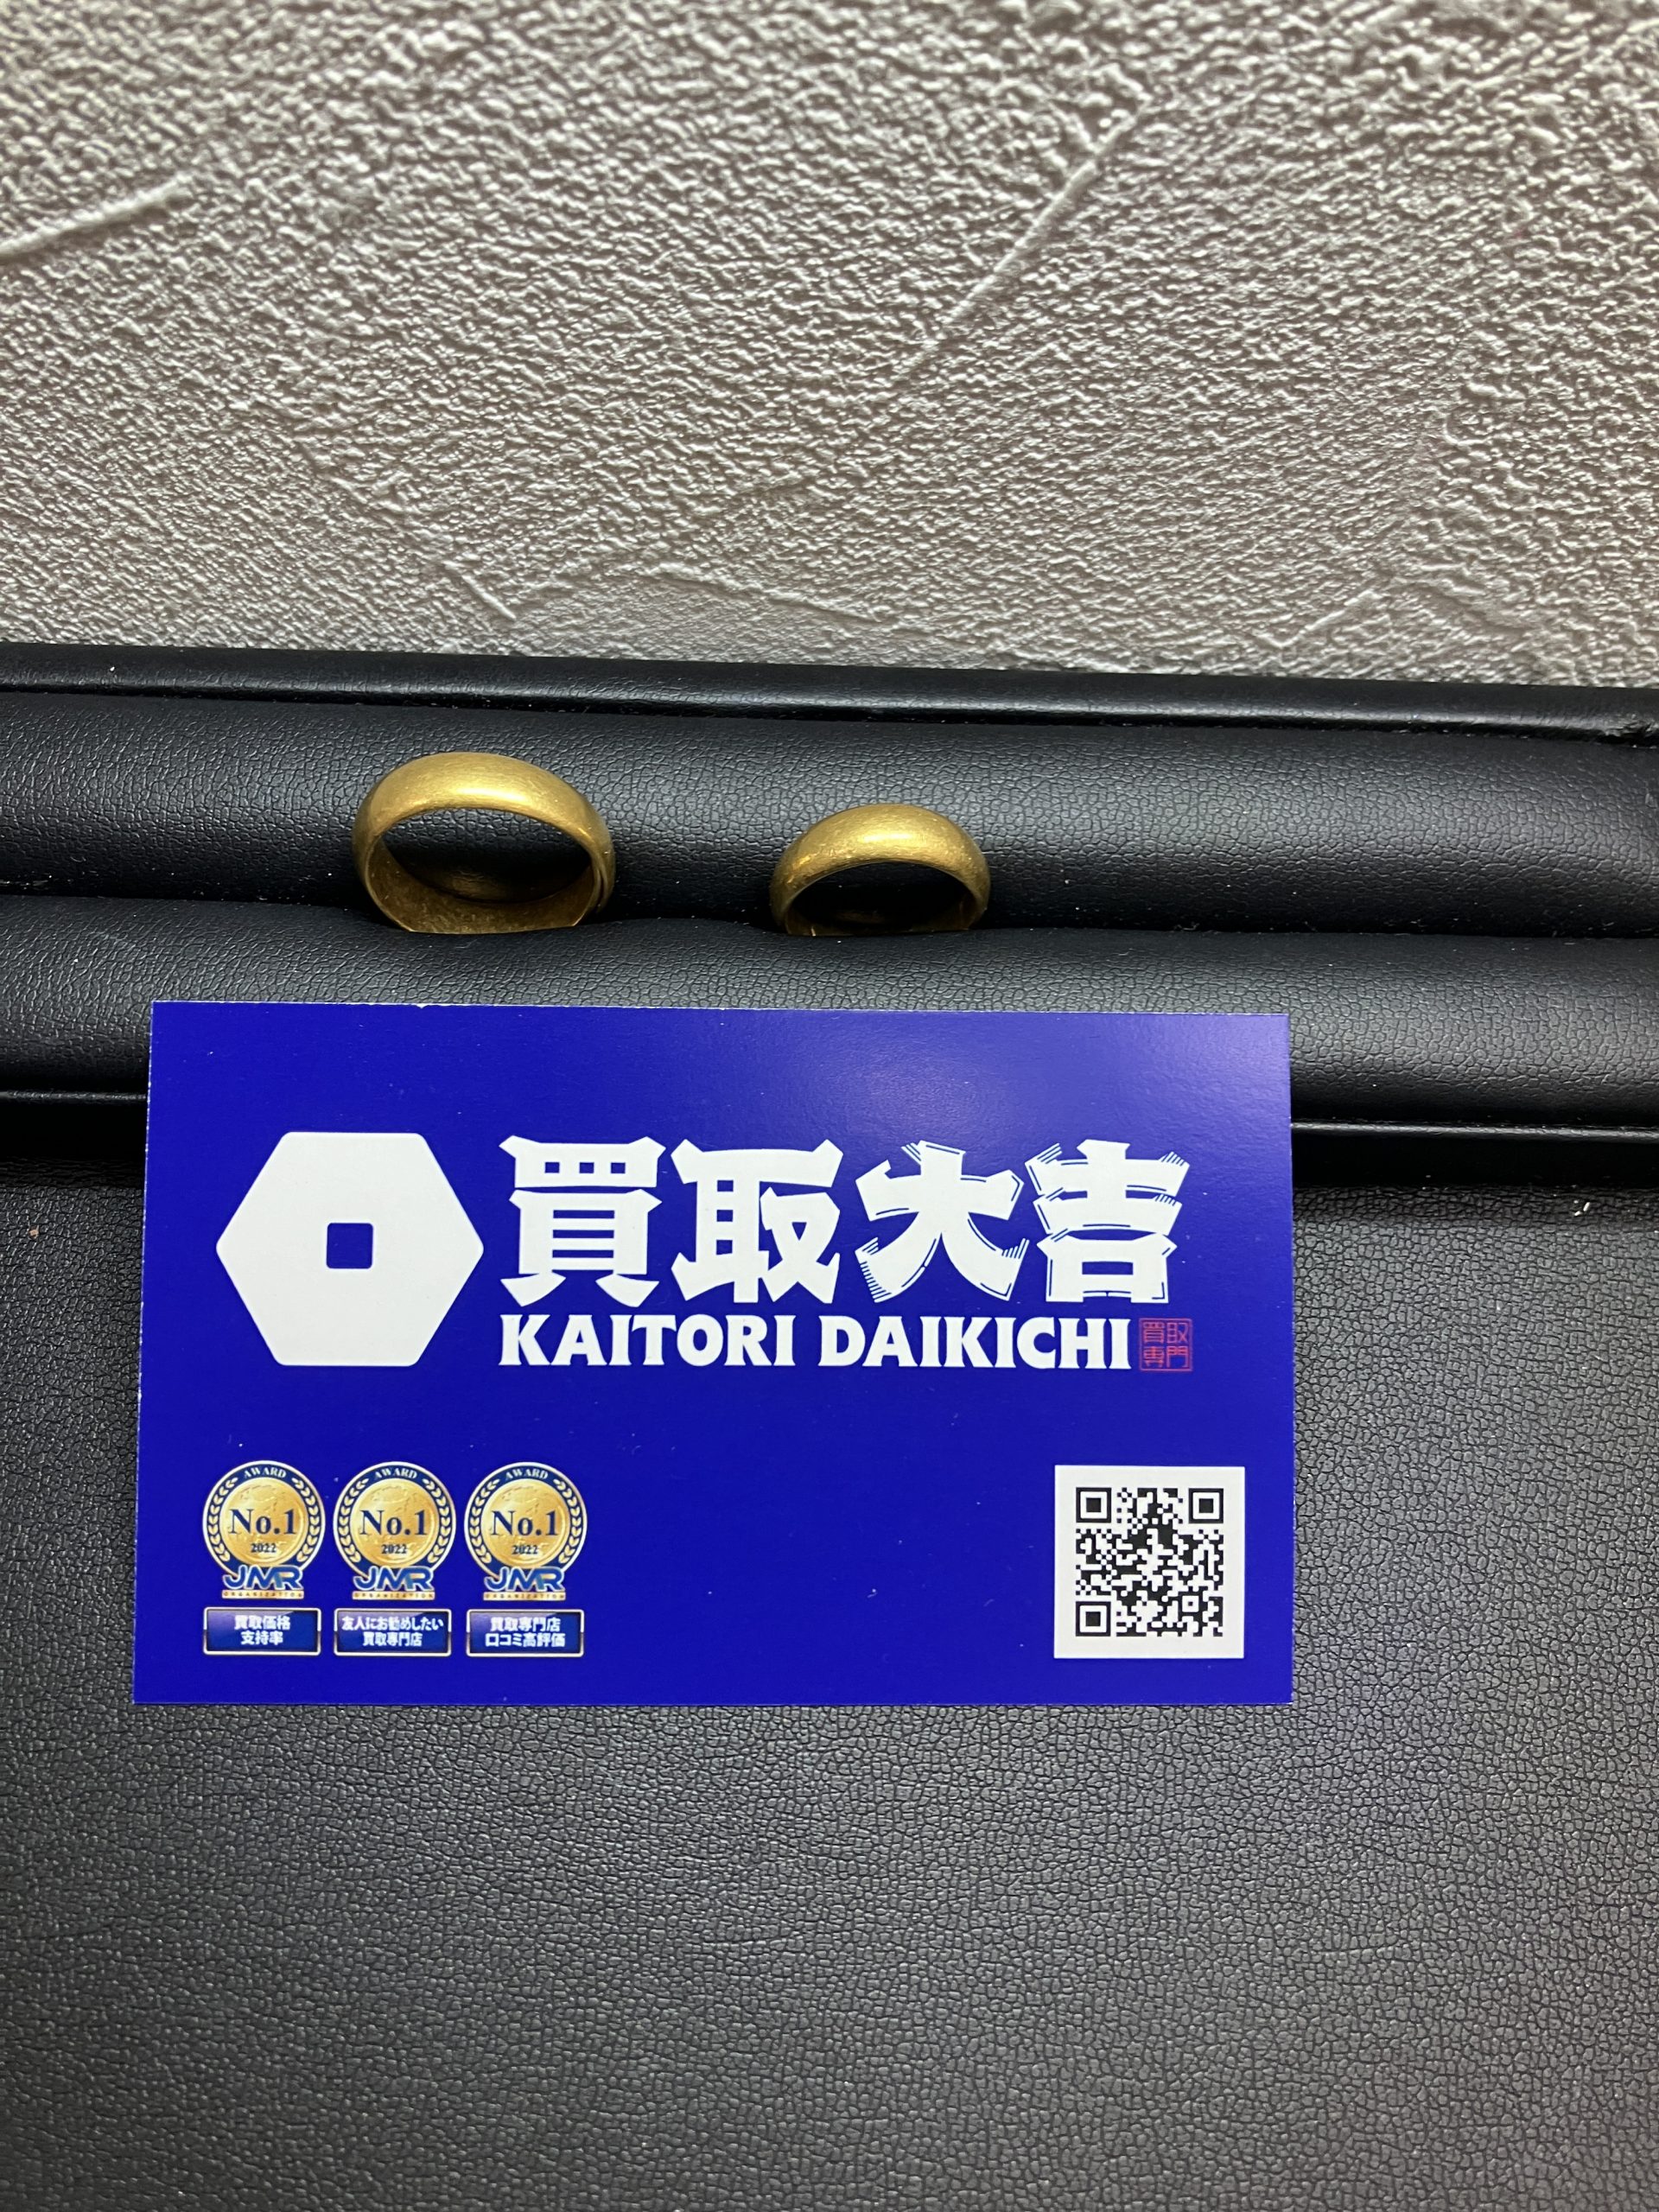 買取大吉
KAITORI DAIKICHI
買取
専門
AWARD
No.1
2022
JMR
ORGANIZATION
買取価格
支持率
AWARD
No.1
2022
JMR
ORGANIZATION
友人にお勧めしたい
買取専門店
AWARD
No.1
2022
JMR
ORGANIZATION
買取専門店
口コミ高評価